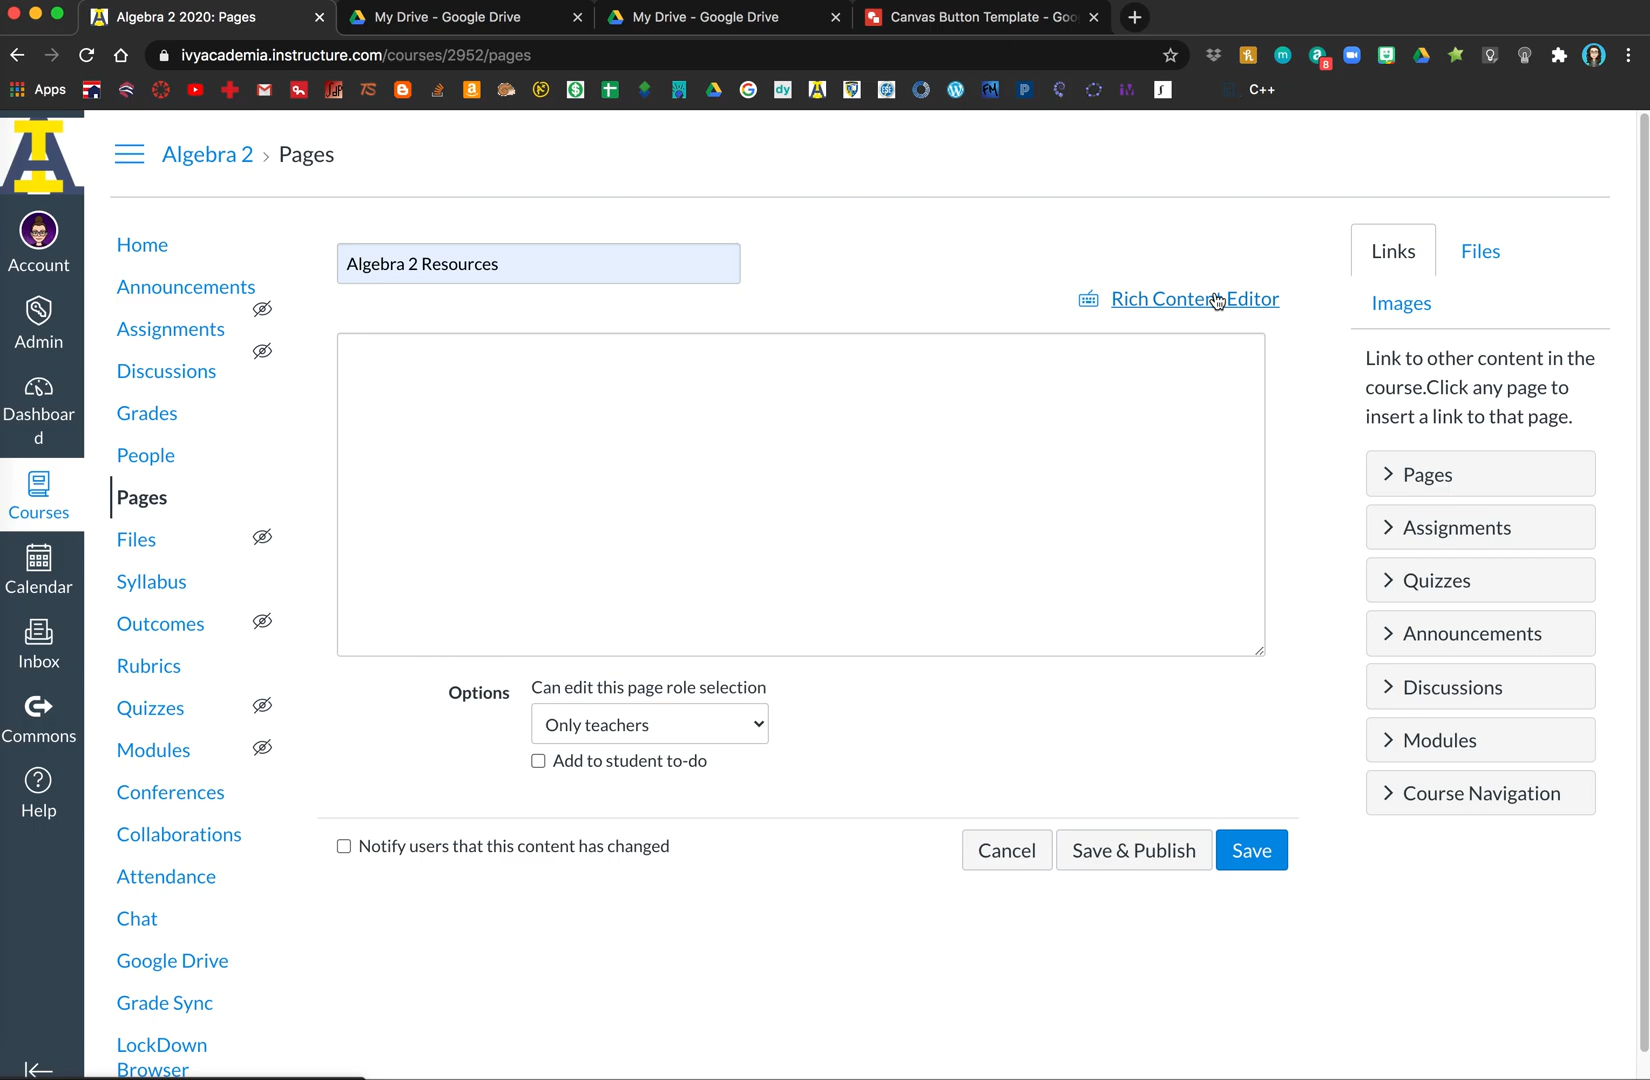 Algebra 2 2020: Pages
My Drive - Google Drive
My Drive - Google Drive
Canvas Button Template - Goo
ivyacademia.instructure.com/courses/2952/pages
8
Apps
C++
Algebra 2 > Pages
Account
Admin
Dashboar
d
Courses
Calendar
Inbox
Commons
Help
Home
Announcements
Assignments
Discussions
Grades
People
Pages
Files
Syllabus
Outcomes
Rubrics
Quizzes
Modules
Conferences
Collaborations
Attendance
Chat
Google Drive
Grade Sync
LockDown
Browser
Algebra 2 Resources
Rich Content Editor
Options
Can edit this page role selection
Only teachers
Add to student to-do
Notify users that this content has changed
Cancel
Save & Publish
Save
Links
Files
Images
Link to other content in the
course.Click any page to
insert a link to that page.
Pages
Assignments
Quizzes
Announcements
Discussions
Modules
Course Navigation